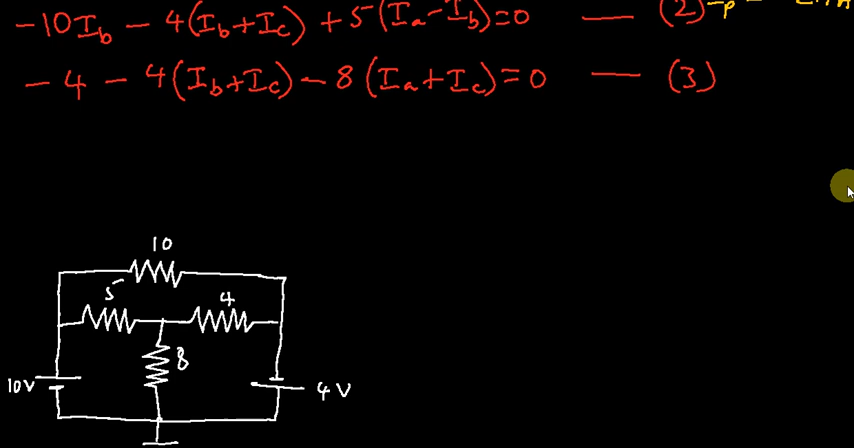 -10I_b - 4(I_b+I_c) + 5(I_a-I_b)=0 —— (2)
- 4 - 4(I_b+I_c) - 8(I_a+I_c)=0 —— (3)
10
5
4
8
10V
4V